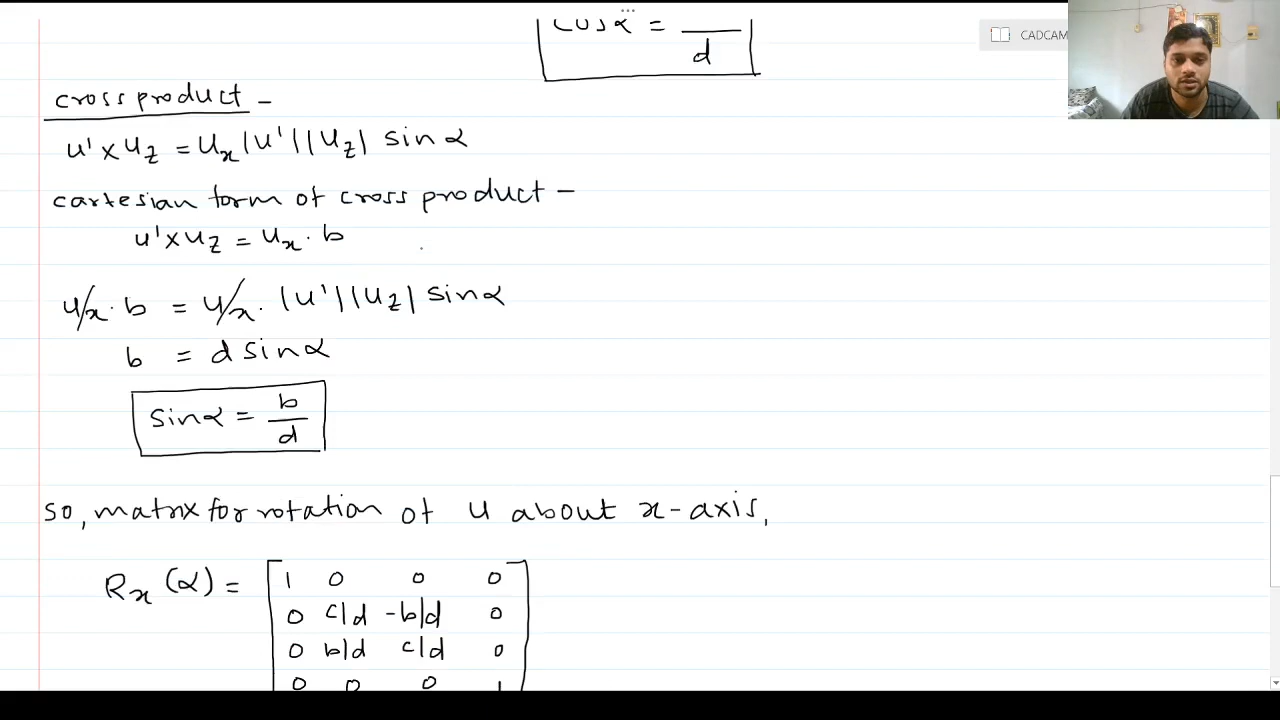 cos α = ― / d
CADCAM
cross product -
u' × u_z = u_x |u'| |u_z| sin α
cartesian form of cross product -
u' × u_z = u_x · b
u_x · b = u_x · |u'| |u_z| sin α
b = d sin α
sin α = b/d
so, matrix for rotation of u about x-axis,
R_x (α) =
1 0 0 0
0 c/d -b/d 0
0 b/d c/d 0
0 0 0 1